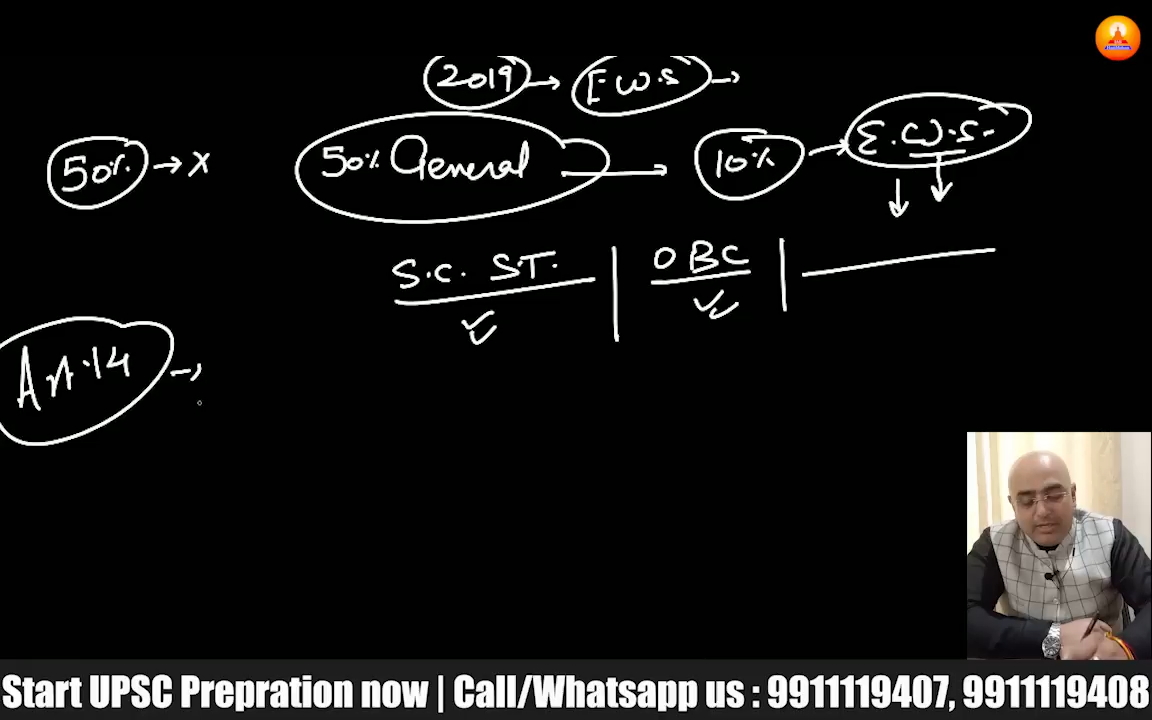 2019 → E.W.S →
50% → X 50% General → 10% → E.W.S.
S.C. S.T. | OBC |
Art.14 →
Start UPSC Prepration now | Call/Whatsapp us : 9911119407, 9911119408